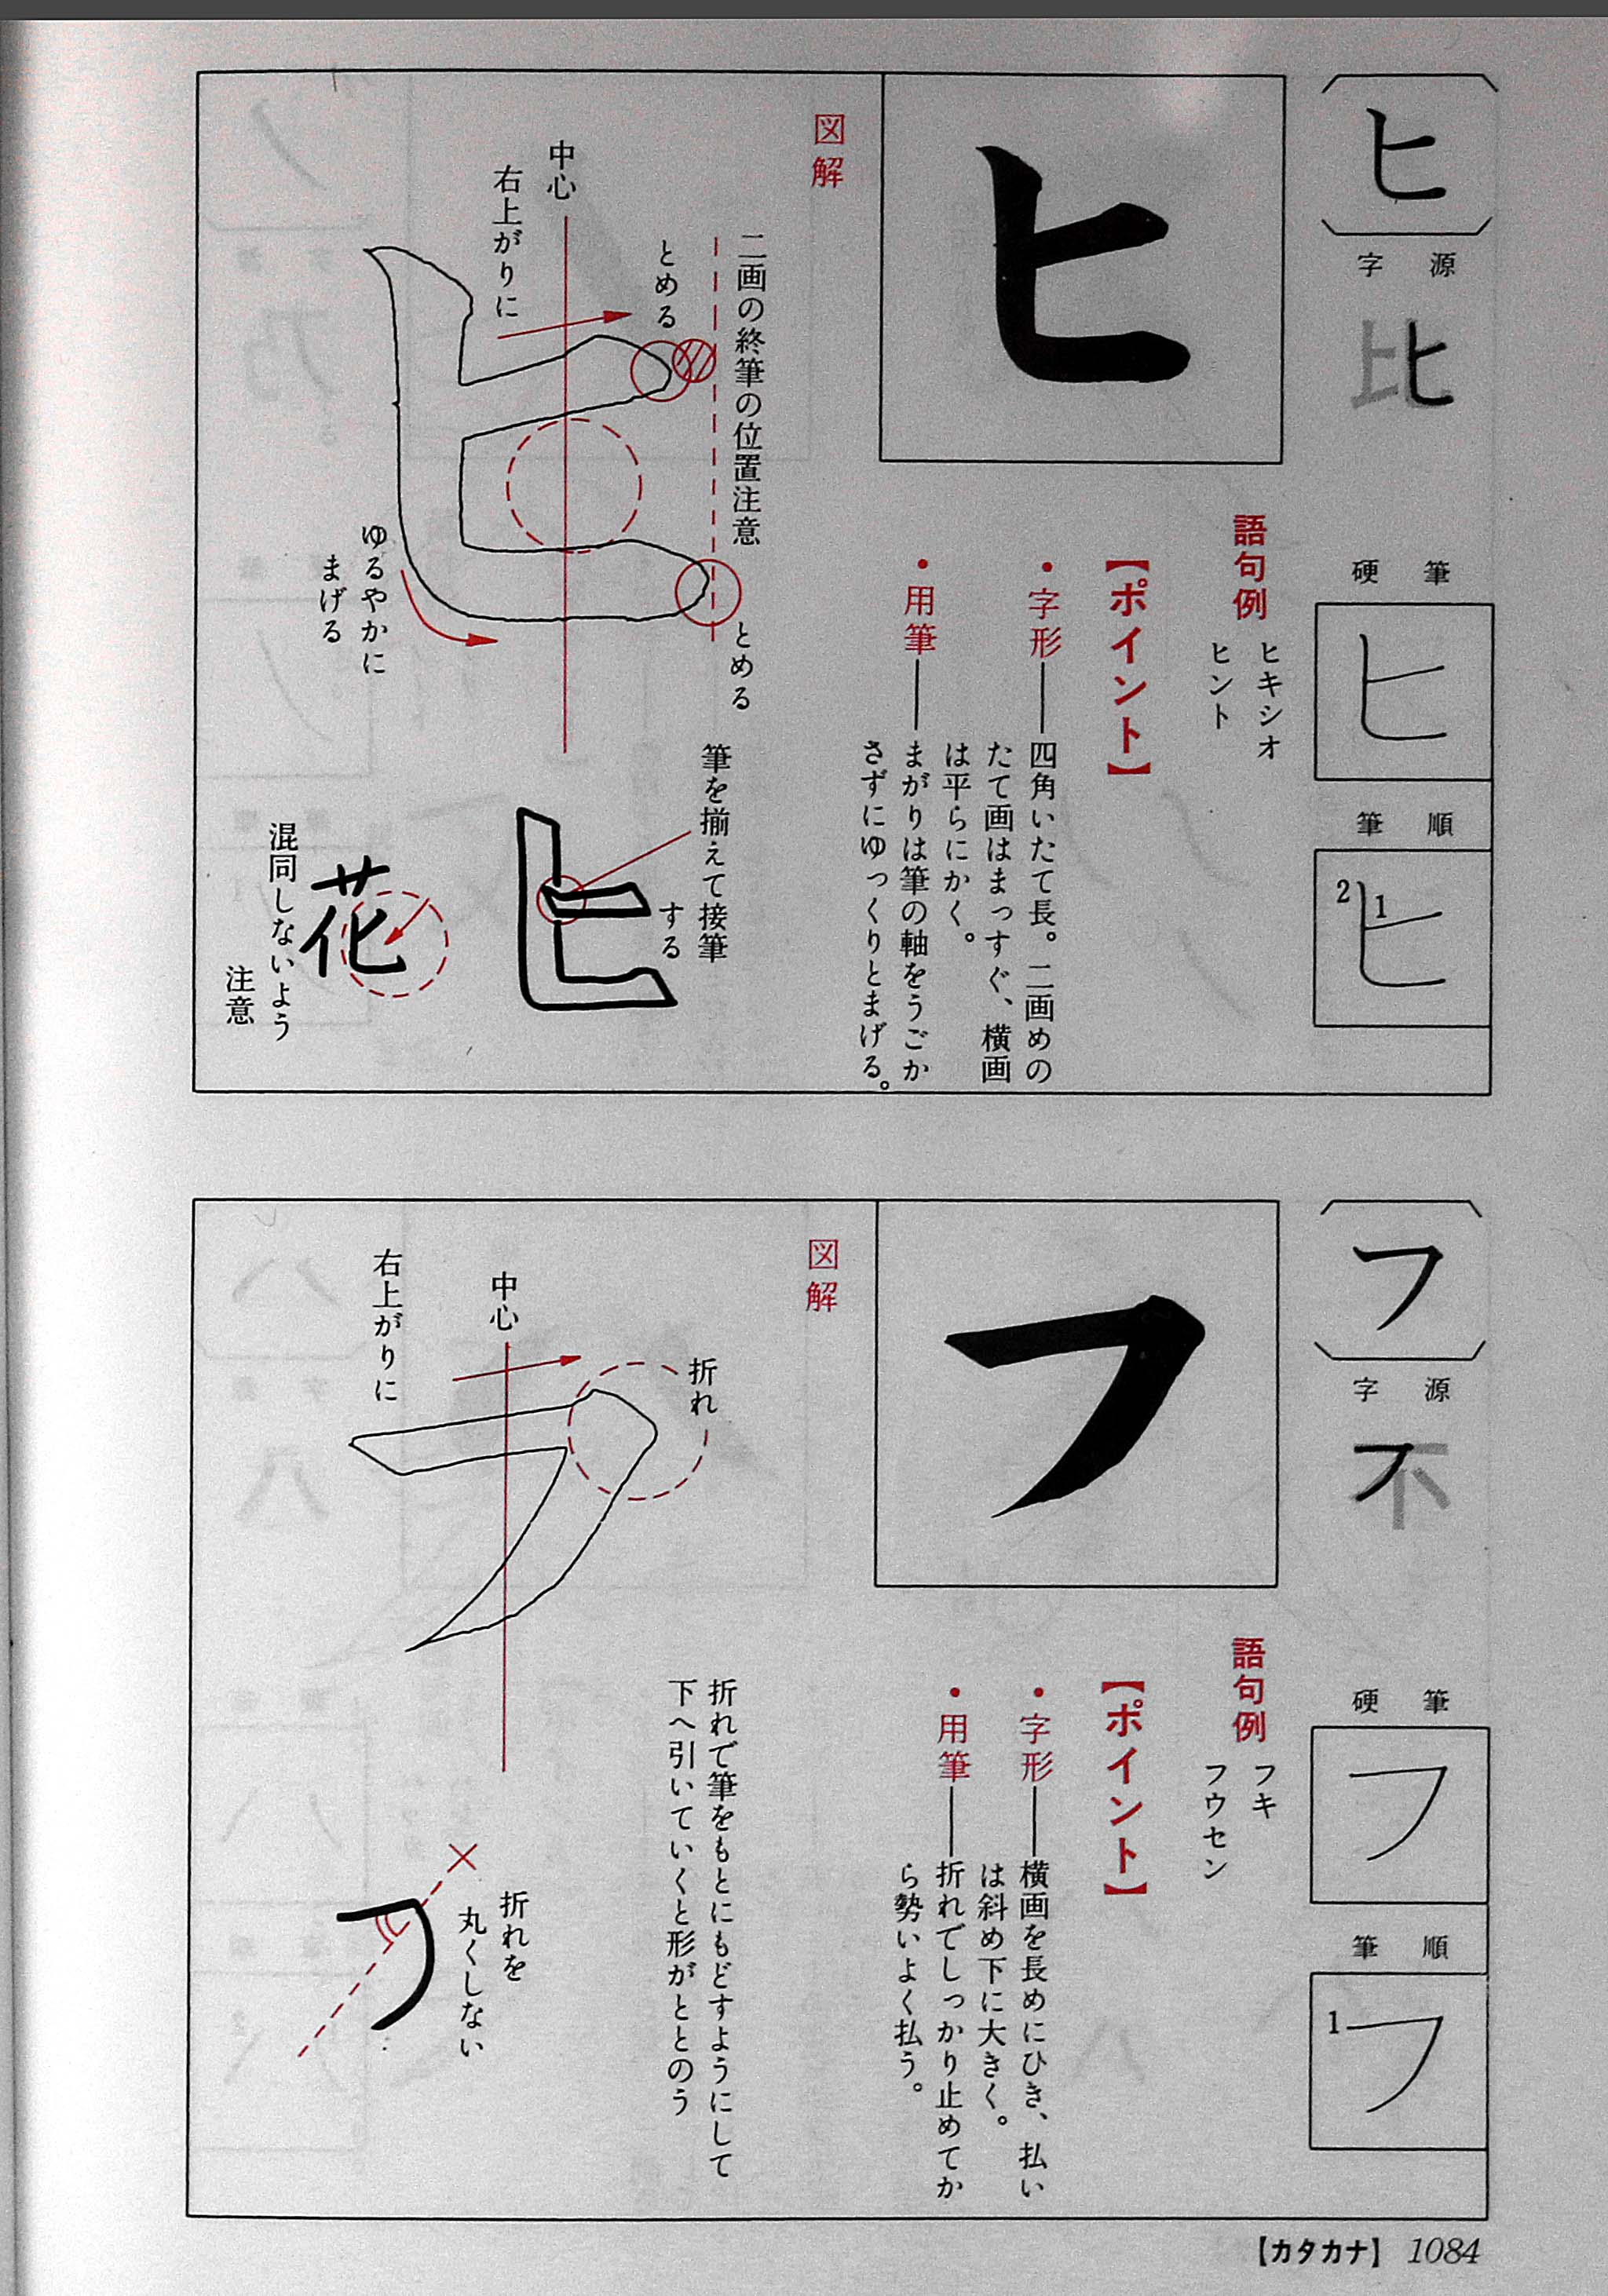 ヒ
字源
比
硬筆
ヒ
筆順
2 1
ヒ
ヒ
語句例
ヒキシオ
ヒント
【ポイント】
・字形――四角いたて長。二画めの
たて画はまっすぐ、横画
は平らにかく。
・用筆――まがりは筆の軸をうごか
さずにゆっくりとまげる。
図解
二画の終筆の位置注意
とめる
中心
右上がりに
とめる
ゆるやかに
まげる
筆を揃えて接筆
する
ヒ
花
混同しないよう
注意
フ
字源
不
硬筆
フ
筆順
1
フ
フ
語句例
フキ
フウセン
【ポイント】
・字形――横画を長めにひき、払い
は斜め下に大きく。
・用筆――折れでしっかり止めてか
ら勢いよく払う。
図解
折れ
中心
右上がりに
折れで筆をもとにもどすようにして
下へ引いていくと形がととのう
折れを
丸くしない
フ
【カタカナ】 1084